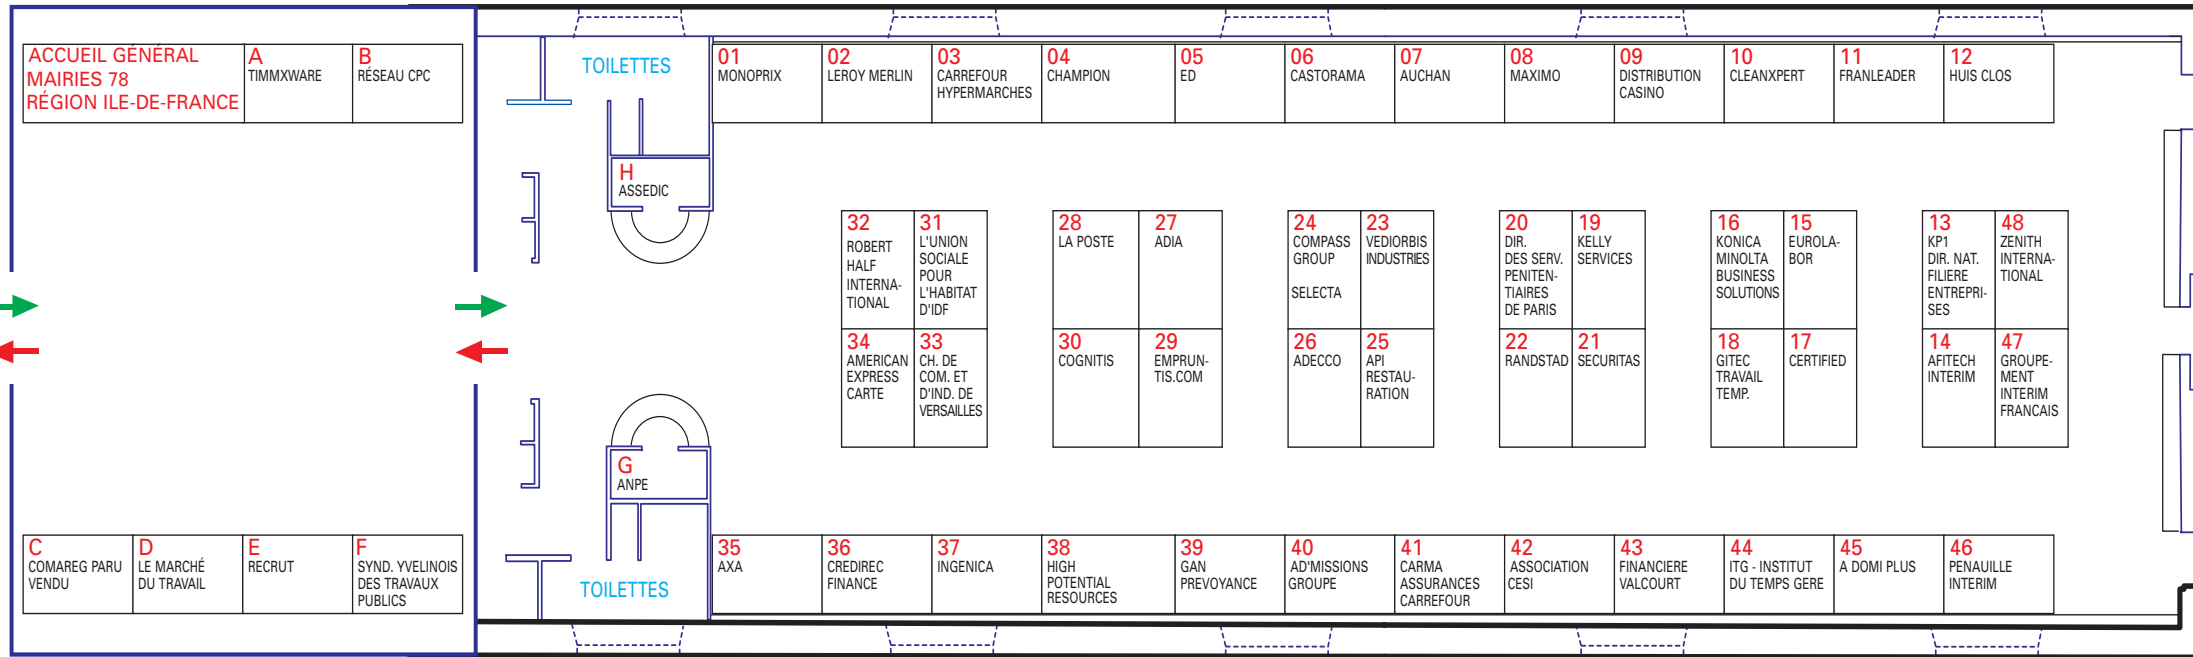 ACCUEIL GÉNÉRAL
MAIRIES 78
RÉGION ILE-DE-FRANCE
A
TIMMXWARE
B
RÉSEAU CPC
TOILETTES
01
MONOPRIX
02
LEROY MERLIN
03
CARREFOUR
HYPERMARCHES
04
CHAMPION
05
ED
06
CASTORAMA
07
AUCHAN
08
MAXIMO
09
DISTRIBUTION
CASINO
10
CLEANXPERT
11
FRANLEADER
12
HUIS CLOS
H
ASSEDIC
32
ROBERT
HALF
INTERNA-
TIONAL
31
L'UNION
SOCIALE
POUR
L'HABITAT
D'IDF
28
LA POSTE
27
ADIA
24
COMPASS
GROUP
SELECTA
23
VEDIORBIS
INDUSTRIES
20
DIR.
DES SERV.
PENITEN-
TIAIRES
DE PARIS
19
KELLY
SERVICES
16
KONICA
MINOLTA
BUSINESS
SOLUTIONS
15
EUROLA-
BOR
13
KP1
DIR. NAT.
FILIERE
ENTREPRI-
SES
48
ZENITH
INTERNA-
TIONAL
34
AMERICAN
EXPRESS
CARTE
33
CH. DE
COM. ET
D'IND. DE
VERSAILLES
30
COGNITIS
29
EMPRUN-
TIS.COM
26
ADECCO
25
API
RESTAU-
RATION
22
RANDSTAD
21
SECURITAS
18
GITEC
TRAVAIL
TEMP.
17
CERTIFIED
14
AFITECH
INTERIM
47
GROUPE-
MENT
INTERIM
FRANCAIS
G
ANPE
C
COMAREG PARU
VENDU
D
LE MARCHÉ
DU TRAVAIL
E
RECRUT
F
SYND. YVELINOIS
DES TRAVAUX
PUBLICS
TOILETTES
35
AXA
36
CREDIREC
FINANCE
37
INGENICA
38
HIGH
POTENTIAL
RESOURCES
39
GAN
PREVOYANCE
40
AD'MISSIONS
GROUPE
41
CARMA
ASSURANCES
CARREFOUR
42
ASSOCIATION
CESI
43
FINANCIERE
VALCOURT
44
ITG - INSTITUT
DU TEMPS GERE
45
A DOMI PLUS
46
PENAUILLE
INTERIM